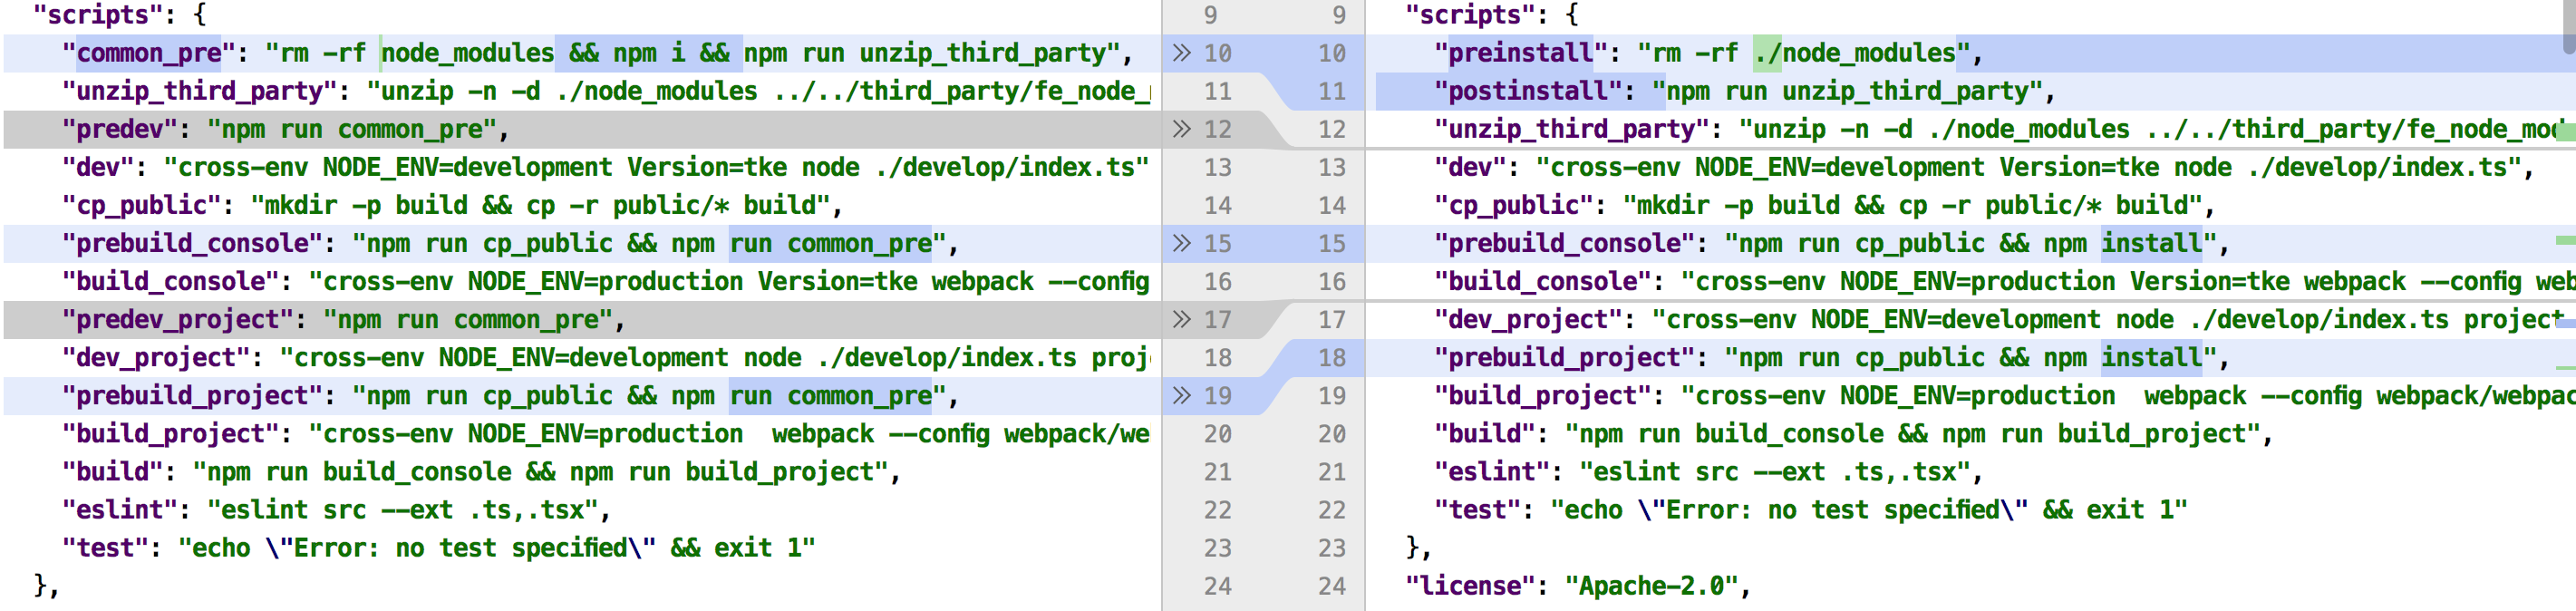 "scripts": {
"common_pre": "rm -rf node_modules && npm i && npm run unzip_third_party",
"unzip_third_party": "unzip -n -d ./node_modules ../../third_party/fe_node_
"predev": "npm run common_pre",
"dev": "cross-env NODE_ENV=development Version=tke node ./develop/index.ts"
"cp_public": "mkdir -p build && cp -r public/* build",
"prebuild_console": "npm run cp_public && npm run common_pre",
"build_console": "cross-env NODE_ENV=production Version=tke webpack --config
"predev_project": "npm run common_pre",
"dev_project": "cross-env NODE_ENV=development node ./develop/index.ts proj
"prebuild_project": "npm run cp_public && npm run common_pre",
"build_project": "cross-env NODE_ENV=production  webpack --config webpack/we
"build": "npm run build_console && npm run build_project",
"eslint": "eslint src --ext .ts,.tsx",
"test": "echo \"Error: no test specified\" && exit 1"
},
9 9
>> 10 10
11 11
>> 12 12
13 13
14 14
>> 15 15
16 16
>> 17 17
18 18
>> 19 19
20 20
21 21
22 22
23 23
24 24
"scripts": {
"preinstall": "rm -rf ./node_modules",
"postinstall": "npm run unzip_third_party",
"unzip_third_party": "unzip -n -d ./node_modules ../../third_party/fe_node_mod
"dev": "cross-env NODE_ENV=development Version=tke node ./develop/index.ts",
"cp_public": "mkdir -p build && cp -r public/* build",
"prebuild_console": "npm run cp_public && npm install",
"build_console": "cross-env NODE_ENV=production Version=tke webpack --config web
"dev_project": "cross-env NODE_ENV=development node ./develop/index.ts project
"prebuild_project": "npm run cp_public && npm install",
"build_project": "cross-env NODE_ENV=production  webpack --config webpack/webpac
"build": "npm run build_console && npm run build_project",
"eslint": "eslint src --ext .ts,.tsx",
"test": "echo \"Error: no test specified\" && exit 1"
},
"license": "Apache-2.0",